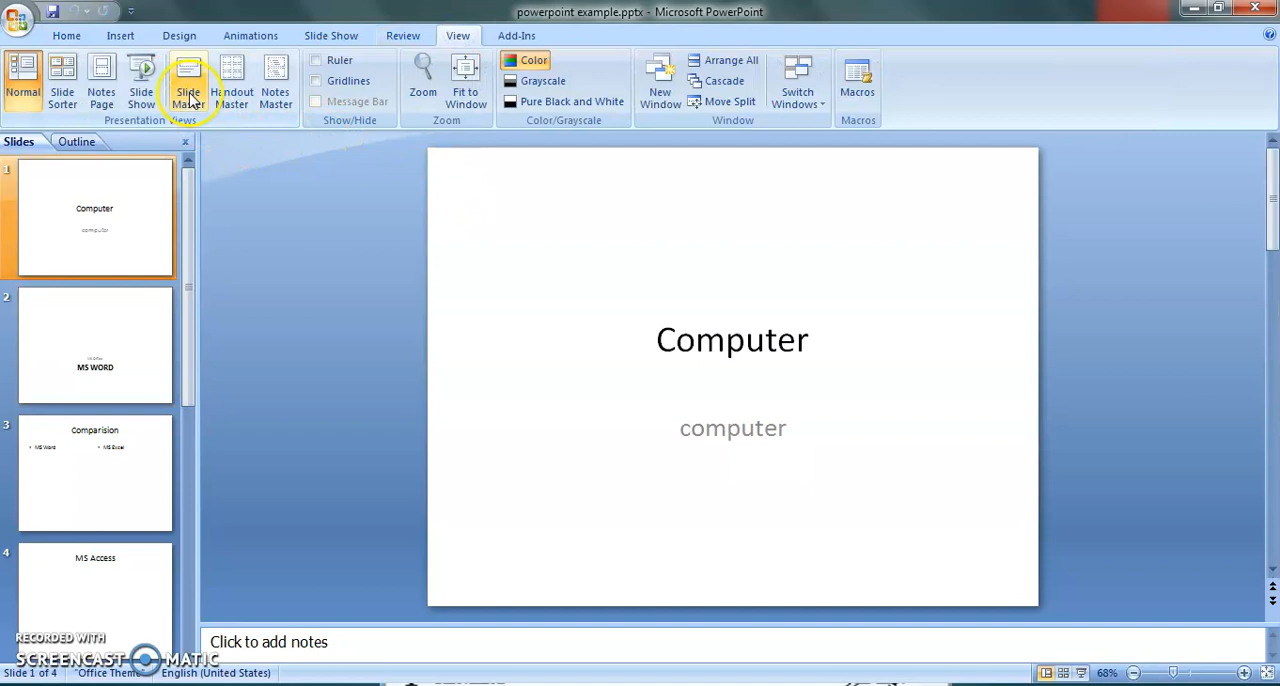 powerpoint example.pptx - Microsoft PowerPoint
Home Insert Design Animations Slide Show Review View Add-Ins
Normal
Slide Sorter
Notes Page
Slide Show
Slide Master
Handout Master
Notes Master
Presentation Views
Ruler
Gridlines
Message Bar
Show/Hide
Zoom
Fit to Window
Zoom
Color
Grayscale
Pure Black and White
Color/Grayscale
New Window
Arrange All
Cascade
Move Split
Switch Windows
Window
Macros
Macros
Slides Outline x
1
Computer
computer
2
MS WORD
3
Comparision
• MS Word • MS Excel
4
MS Access
Computer
computer
Click to add notes
RECORDED WITH
SCREENCAST MATIC
Slide 1 of 4 "Office Theme" English (United States) 68%